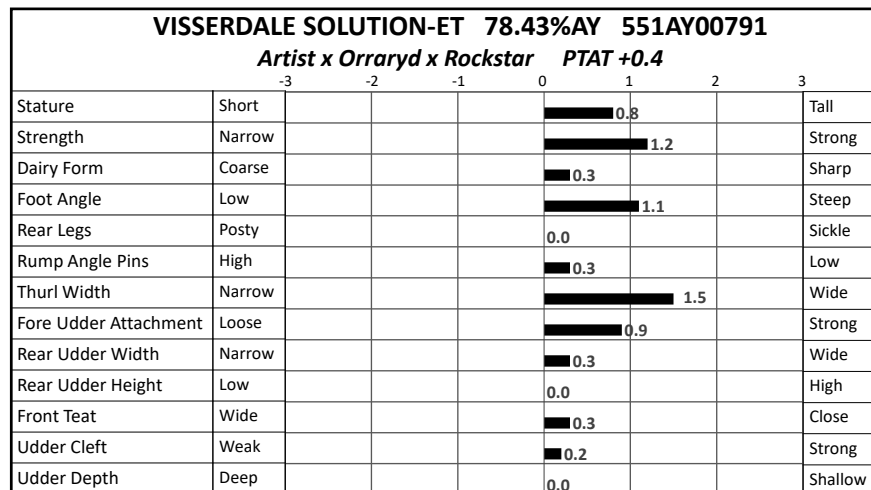 VISSERDALE SOLUTION-ET 78.43%AY 551AY00791
Artist x Orraryd x Rockstar PTAT +0.4
-3 -2 -1 0 1 2 3
Stature Short 0.8 Tall
Strength Narrow 1.2 Strong
Dairy Form Coarse 0.3 Sharp
Foot Angle Low 1.1 Steep
Rear Legs Posty 0.0 Sickle
Rump Angle Pins High 0.3 Low
Thurl Width Narrow 1.5 Wide
Fore Udder Attachment Loose 0.9 Strong
Rear Udder Width Narrow 0.3 Wide
Rear Udder Height Low 0.0 High
Front Teat Wide 0.3 Close
Udder Cleft Weak 0.2 Strong
Udder Depth Deep 0.0 Shallow